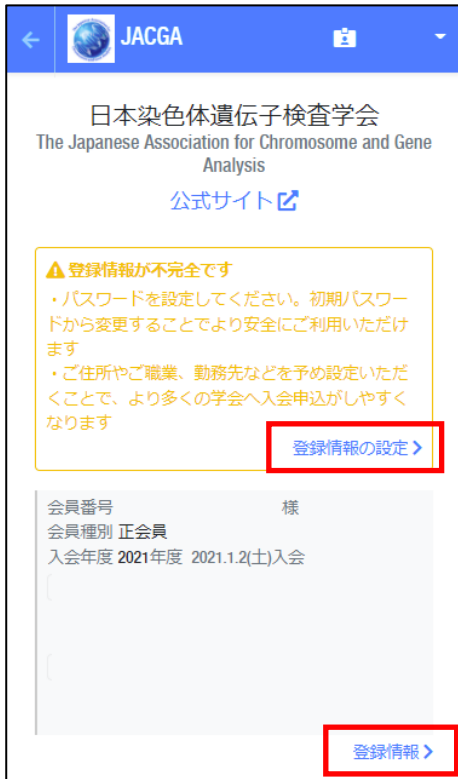 JACGA
日本染色体遺伝子検査学会
The Japanese Association for Chromosome and Gene
Analysis
公式サイト
登録情報が不完全です
・パスワードを設定してください。初期パスワー
ドから変更することでより安全にご利用いただけ
ます
・ご住所やご職業、勤務先などを予め設定いただ
くことで、より多くの学会へ入会申込がしやすく
なります
登録情報の設定
会員番号 様
会員種別 正会員
入会年度 2021年度 2021.1.2(土)入会
登録情報